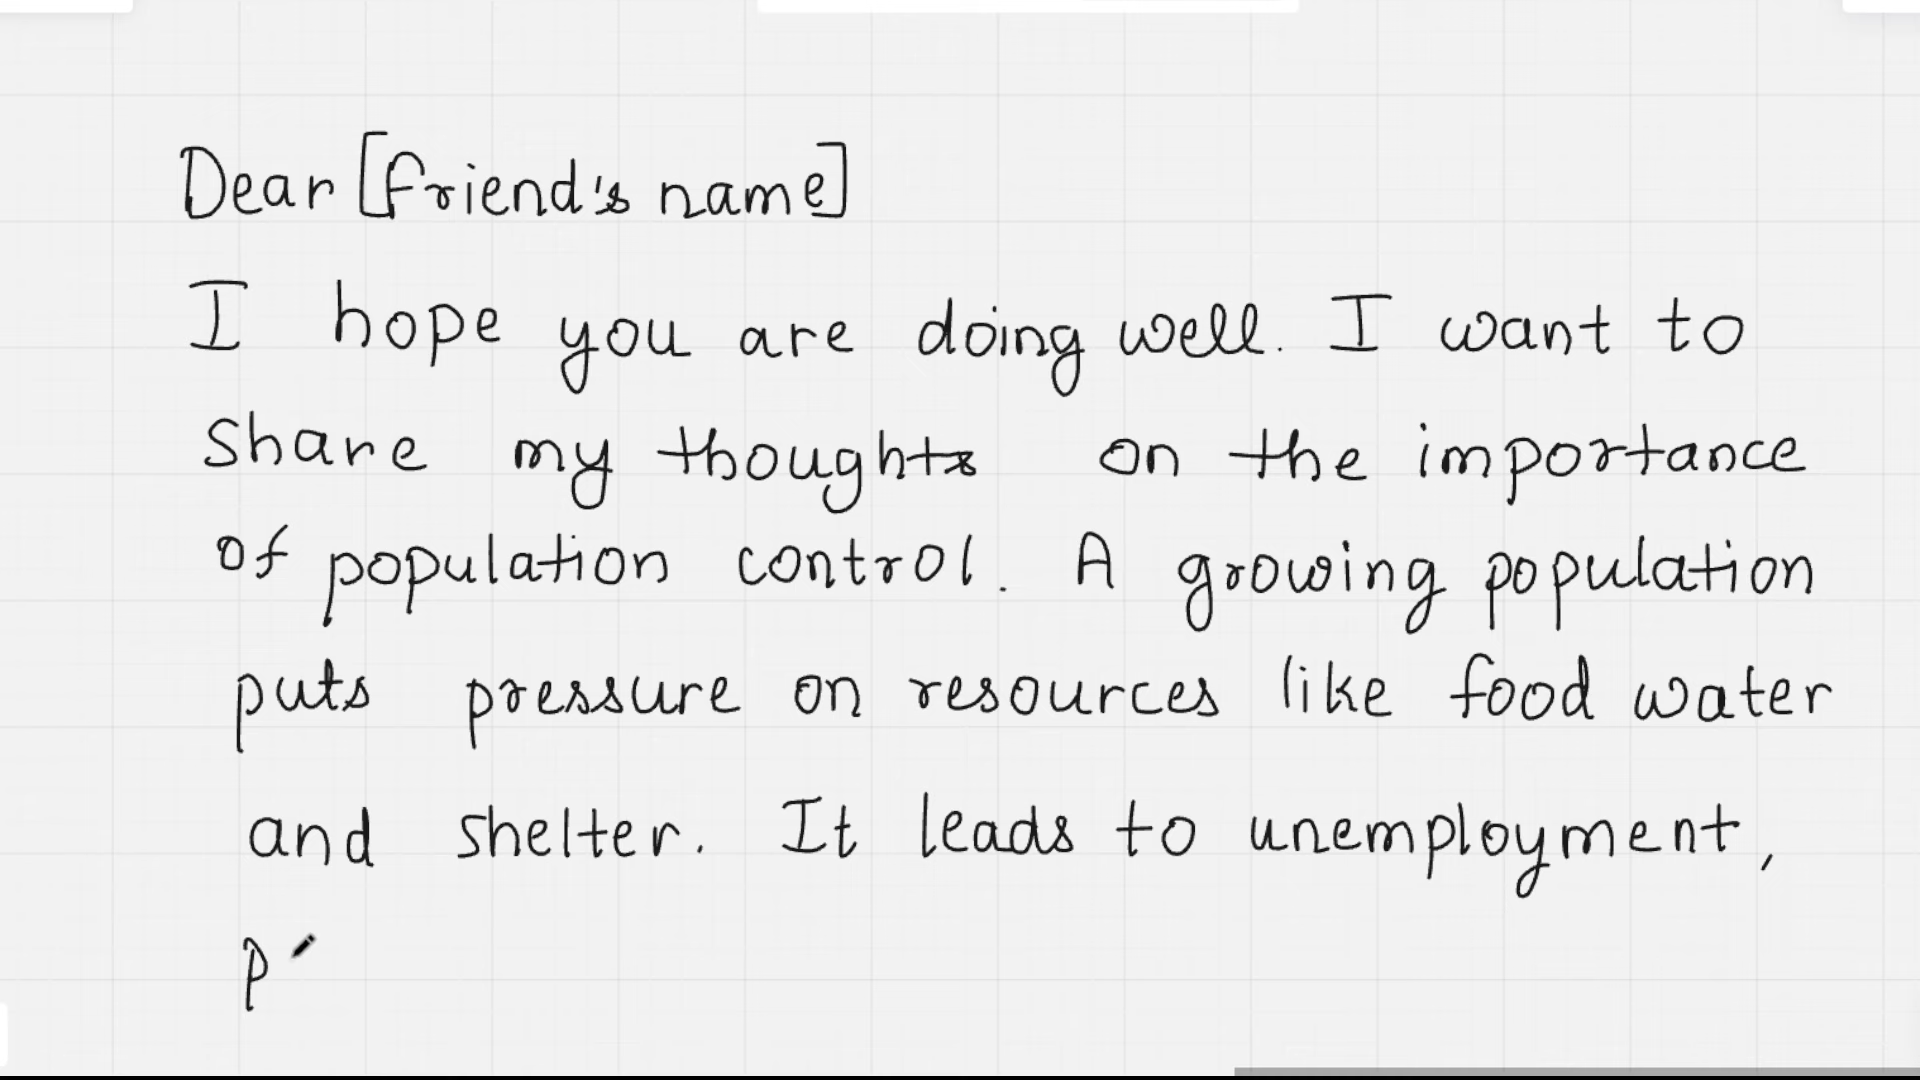 Dear [friend's name]
I hope you are doing well. I want to
share my thoughts on the importance
of population control. A growing population
puts pressure on resources like food water
and shelter. It leads to unemployment,
p